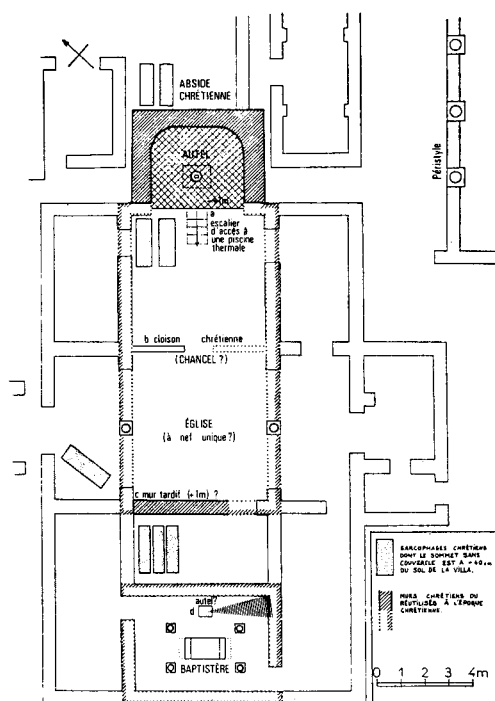 ABSIDE
CHRÉTIENNE
AUTEL
+1m
a
escalier
d'accès à
une piscine
thermale
Péristyle
b cloison chrétienne
(CHANCEL ?)
ÉGLISE
(à nef unique ?)
c mur tardif (+1m) ?
autel?
d
BAPTISTÈRE
SARCOPHAGES CHRÉTIENS
DONT LE SOMMET SANS
COUVERCLE EST À -40cm
DU SOL DE LA VILLA.
MURS CHRÉTIENS OU
RÉUTILISÉS À L'ÉPOQUE
CHRÉTIENNE.
0 1 2 3 4m